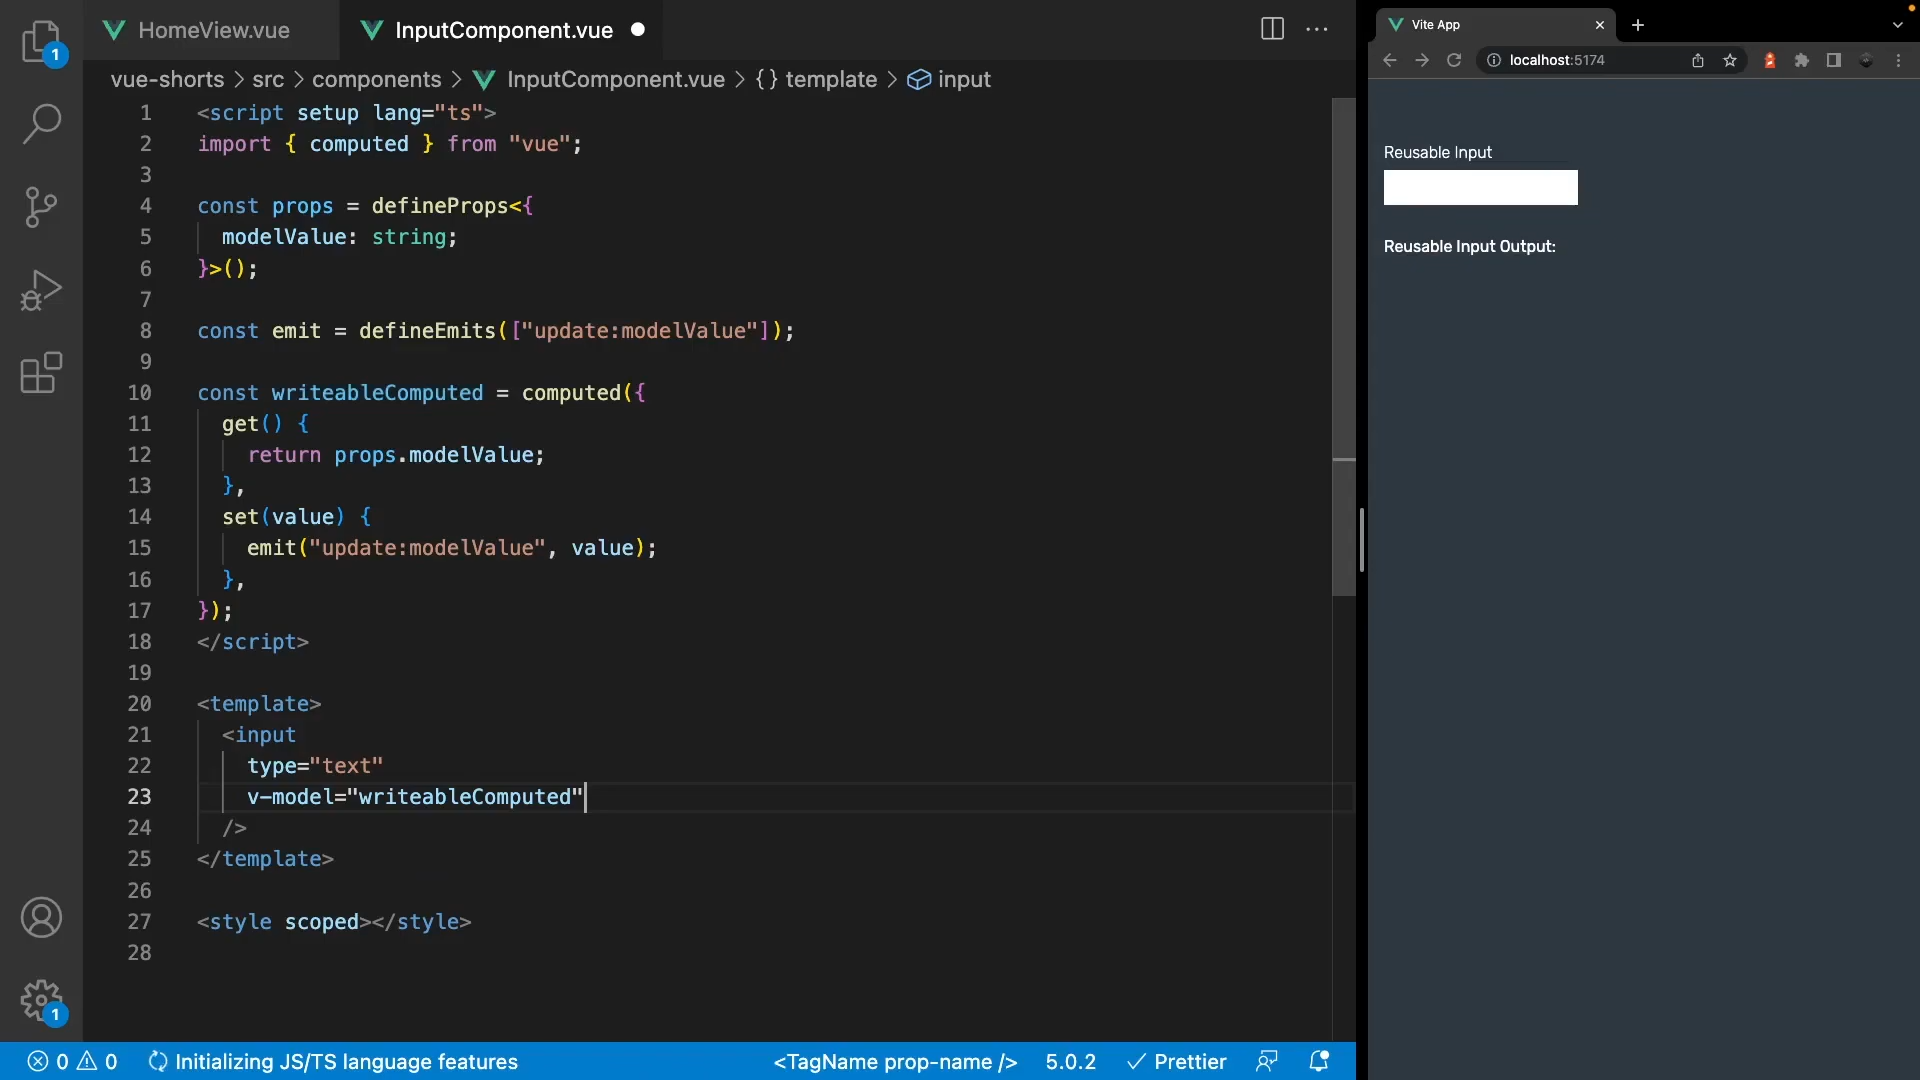 HomeView.vue
InputComponent.vue
vue-shorts > src > components > InputComponent.vue > {} template > input
1 <script setup lang="ts">
2 import { computed } from "vue";
3
4 const props = defineProps<{
5 modelValue: string;
6 }>();
7
8 const emit = defineEmits(["update:modelValue"]);
9
10 const writeableComputed = computed({
11 get() {
12 return props.modelValue;
13 },
14 set(value) {
15 emit("update:modelValue", value);
16 },
17 });
18 </script>
19
20 <template>
21 <input
22 type="text"
23 v-model="writeableComputed"
24 />
25 </template>
26
27 <style scoped></style>
28
1
1
0 0 Initializing JS/TS language features
<TagName prop-name /> 5.0.2 Prettier
Vite App
localhost:5174
Reusable Input
Reusable Input Output: